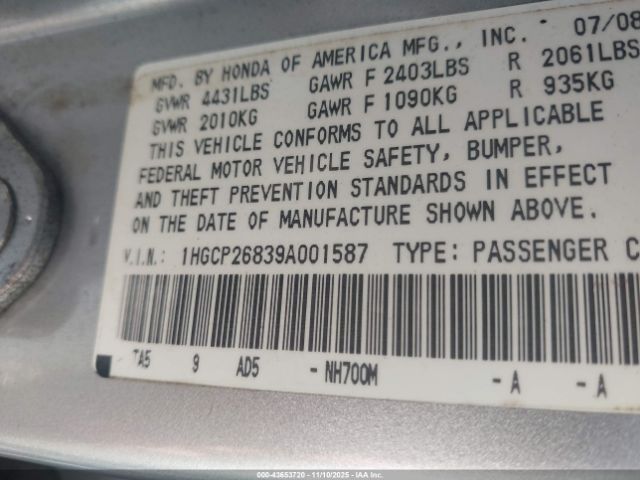 MFD. BY HONDA OF AMERICA MFG., INC. 07/08
GVWR 4431LBS GAWR F 2403LBS R 2061LBS
GVWR 2010KG GAWR F 1090KG R 935KG
THIS VEHICLE CONFORMS TO ALL APPLICABLE
FEDERAL MOTOR VEHICLE SAFETY, BUMPER,
AND THEFT PREVENTION STANDARDS IN EFFECT
ON THE DATE OF MANUFACTURE SHOWN ABOVE.
V.I.N.: 1HGCP26839A001587 TYPE: PASSENGER C
TA5 9 AD5 - NH700M - A - A
000-43653720 - 11/10/2025 - IAAI.com